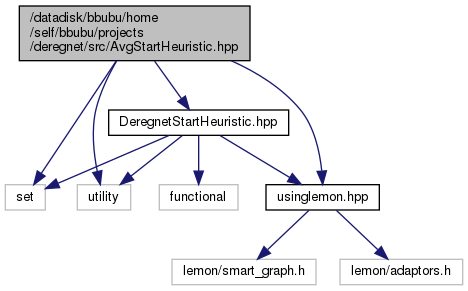 /datadisk/bbubu/home
/self/bbubu/projects
/deregnet/src/AvgStartHeuristic.hpp
DeregnetStartHeuristic.hpp
set
utility
functional
usinglemon.hpp
lemon/smart_graph.h
lemon/adaptors.h